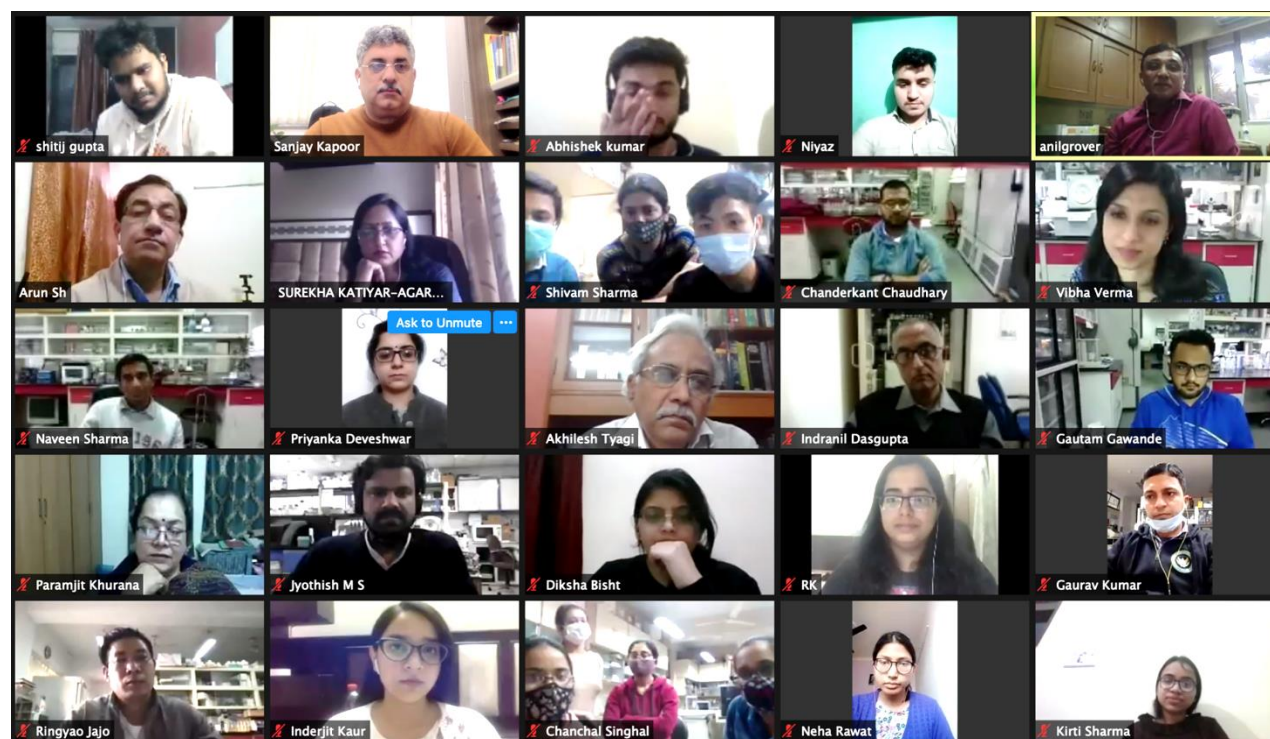 shitij gupta
Sanjay Kapoor
Abhishek kumar
Niyaz
anilgrover
Arun Sh
SUREKHA KATIYAR-AGAR...
Shivam Sharma
Chanderkant Chaudhary
Vibha Verma
Naveen Sharma
Ask to Unmute
Priyanka Deveshwar
Akhilesh Tyagi
Indranil Dasgupta
Gautam Gawande
Paramjit Khurana
Jyothish M S
Diksha Bisht
RK
Gaurav Kumar
Ringyao Jajo
Inderjit Kaur
Chanchal Singhal
Neha Rawat
Kirti Sharma